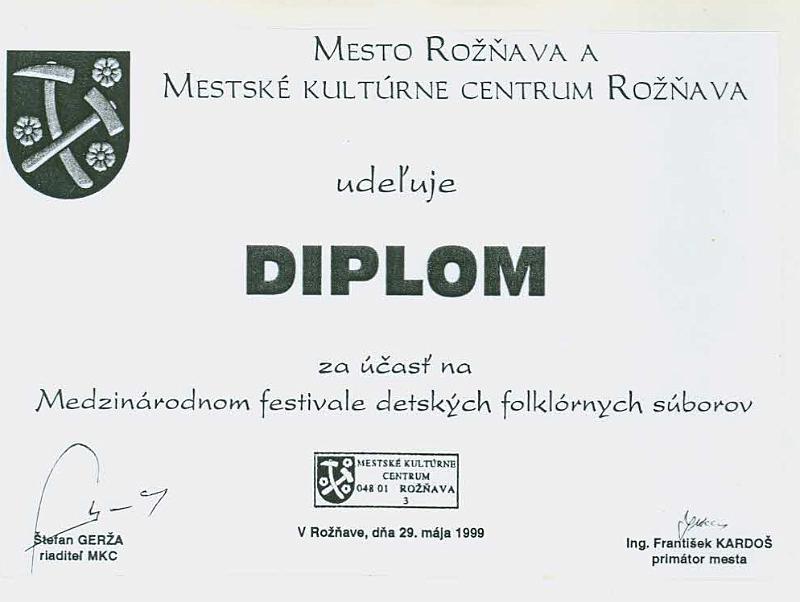 MESTO ROŽŇAVA A
MESTSKÉ KULTÚRNE CENTRUM ROŽŇAVA
udeľuje
DIPLOM
za účasť na
Medzinárodnom festivale detských folklórnych súborov
MESTSKÉ KULTÚRNE
CENTRUM
048 01 ROŽŇAVA
3
V Rožňave, dňa 29. mája 1999
Štefan GERŽA
riaditeľ MKC
Ing. František KARDOŠ
primátor mesta